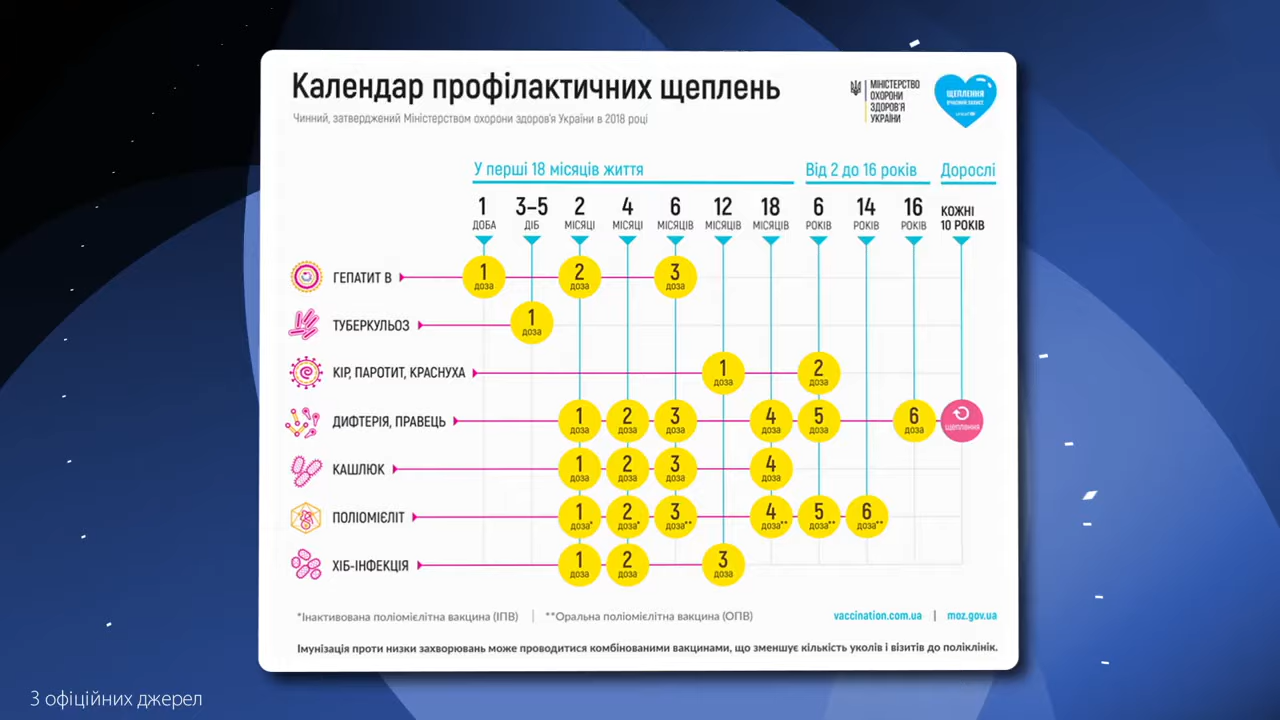 Календар профілактичних щеплень
Чинний, затверджений Міністерством охорони здоров'я України в 2018 році
МІНІСТЕРСТВО
ОХОРОНИ
ЗДОРОВ'Я
УКРАЇНИ
ЩЕПЛЕННЯ
unicef
У перші 18 місяців життя
Від 2 до 16 років
Дорослі
1 3–5 2 4 6 12 18 6 14 16 КОЖНІ
ДОБА ДІБ МІСЯЦІ МІСЯЦІ МІСЯЦІВ МІСЯЦІВ МІСЯЦІВ РОКІВ РОКІВ РОКІВ 10 РОКІВ
ГЕПАТИТ В 1 доза 2 доза 3 доза
ТУБЕРКУЛЬОЗ 1 доза
КІР, ПАРОТИТ, КРАСНУХА 1 доза 2 доза
ДИФТЕРІЯ, ПРАВЕЦЬ 1 доза 2 доза 3 доза 4 доза 5 доза 6 доза щеплення
КАШЛЮК 1 доза 2 доза 3 доза 4 доза
ПОЛІОМІЄЛІТ 1 доза* 2 доза* 3 доза** 4 доза** 5 доза** 6 доза**
ХІБ-ІНФЕКЦІЯ 1 доза 2 доза 3 доза
*Інактивована поліомієлітна вакцина (ІПВ) | **Оральна поліомієлітна вакцина (ОПВ)
vaccination.com.ua | moz.gov.ua
Імунізація проти низки захворювань може проводитися комбінованими вакцинами, що зменшує кількість уколів і візитів до поліклінік.
З офіційних джерел